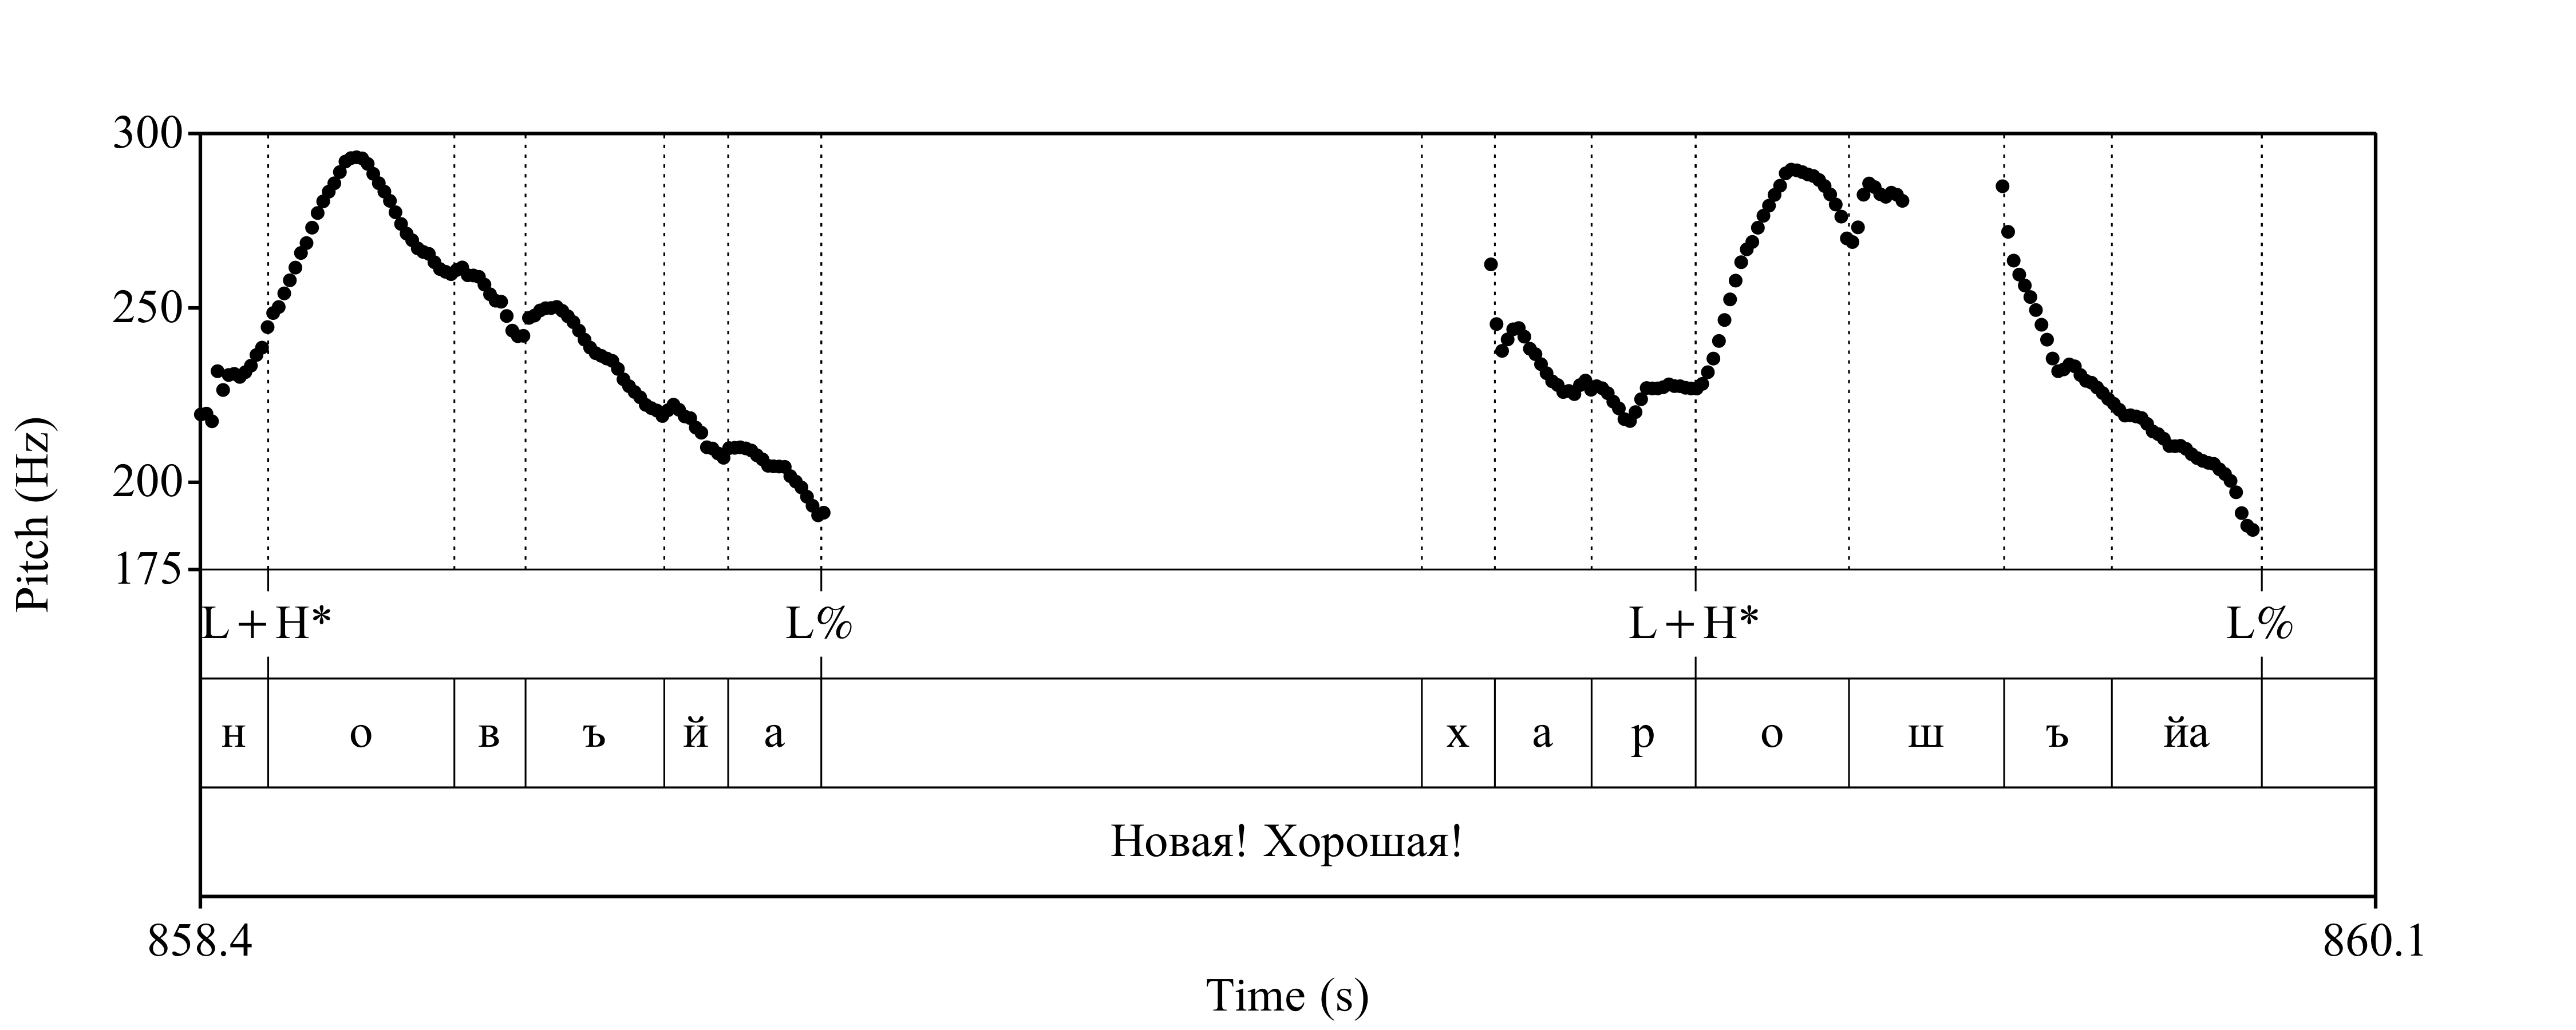 300
250
200
175
Pitch (Hz)
L+H* L% L+H* L%
н о в ъ й а х а р о ш ъ йа
Новая! Хорошая!
858.4 860.1
Time (s)